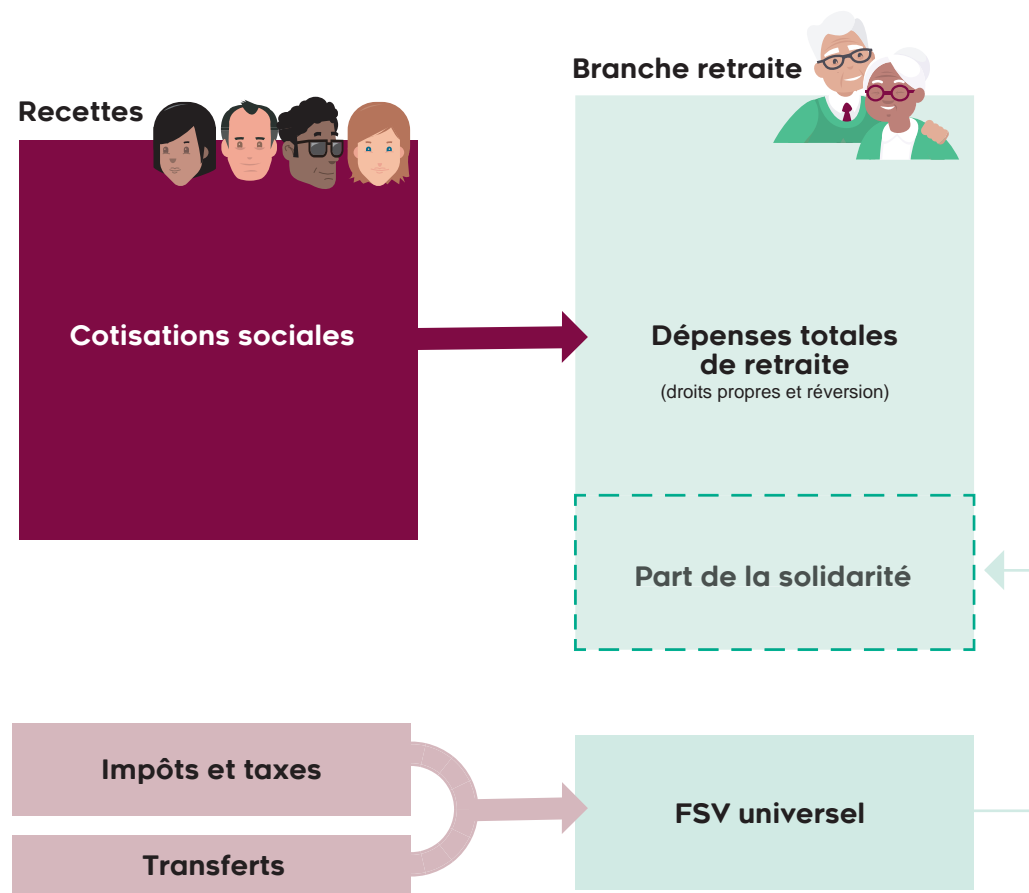 Recettes
Branche retraite
Cotisations sociales
Dépenses totales
de retraite
(droits propres et réversion)
Part de la solidarité
Impôts et taxes
FSV universel
Transferts